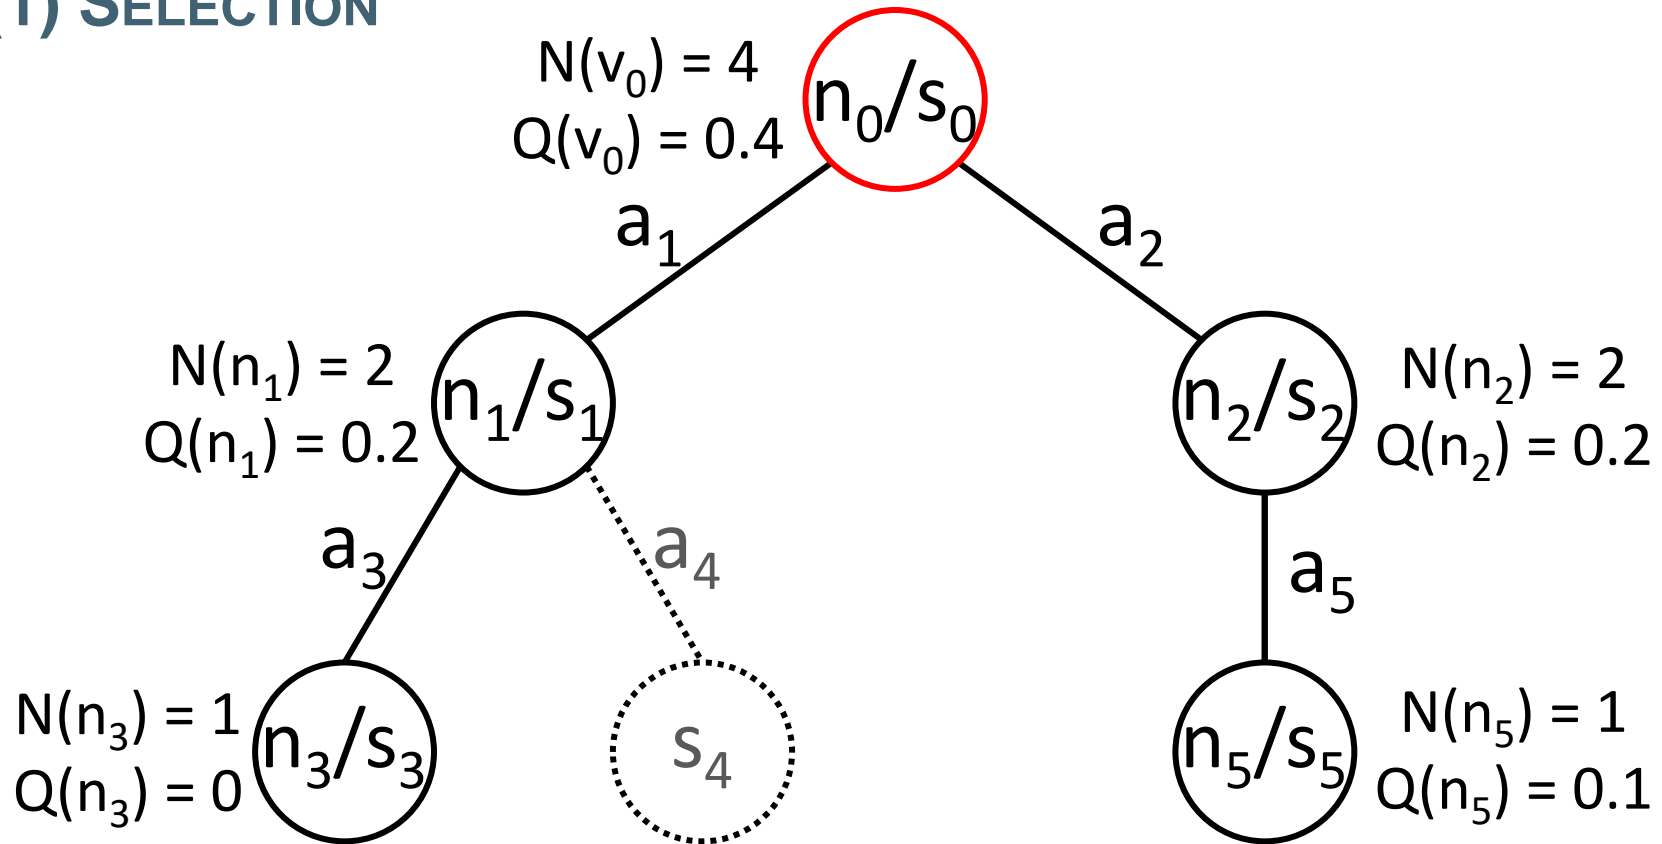 (1) SELECTION
N(v₀) = 4
Q(v₀) = 0.4
n₀/s₀
a₁
a₂
N(n₁) = 2
Q(n₁) = 0.2
n₁/s₁
n₂/s₂
N(n₂) = 2
Q(n₂) = 0.2
a₃
a₄
a₅
N(n₃) = 1
Q(n₃) = 0
n₃/s₃
s₄
n₅/s₅
N(n₅) = 1
Q(n₅) = 0.1